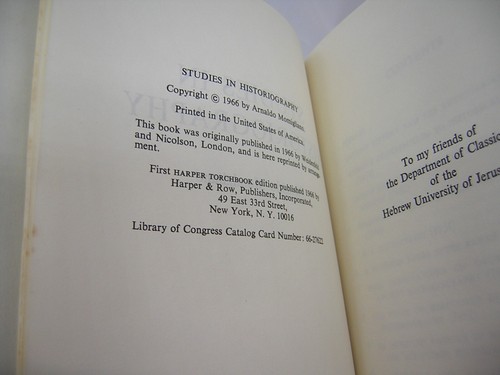 STUDIES IN HISTORIOGRAPHY
Copyright © 1966 by Arnaldo Momigliano.
Printed in the United States of America.
This book was originally published in 1966 by
and Nicolson, London, and is here reprinted by
ment.
First HARPER TORCHBOOK edition published 1966 by
Harper & Row, Publishers, Incorporated,
49 East 33rd Street,
New York, N. Y. 10016
Library of Congress Catalog Card Number: 66-27622
To my friends of
the Department of Classic
of the
Hebrew University of Jerus